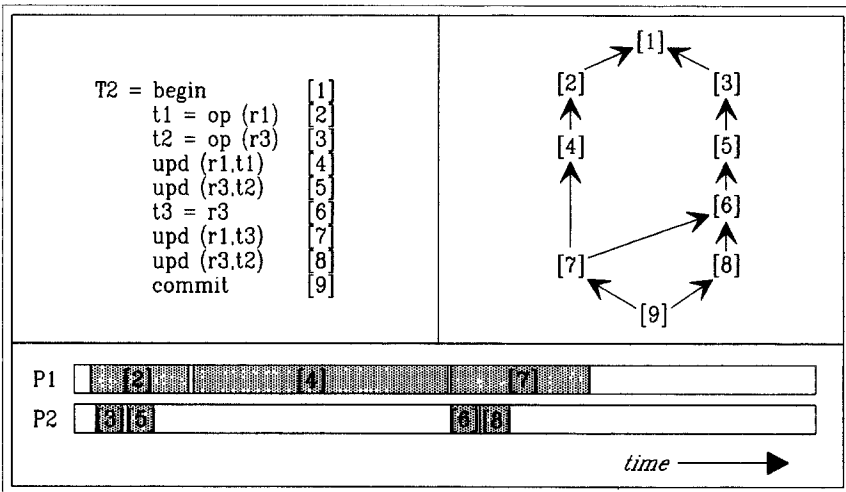 T2 = begin [1]
t1 = op (r1) [2]
t2 = op (r3) [3]
upd (r1,t1) [4]
upd (r3,t2) [5]
t3 = r3 [6]
upd (r1,t3) [7]
upd (r3,t2) [8]
commit [9]
[1]
[2] [3]
[4] [5]
[6]
[7] [8]
[9]
P1 [2] [4] [7]
P2 [3] [5] [6] [8]
time